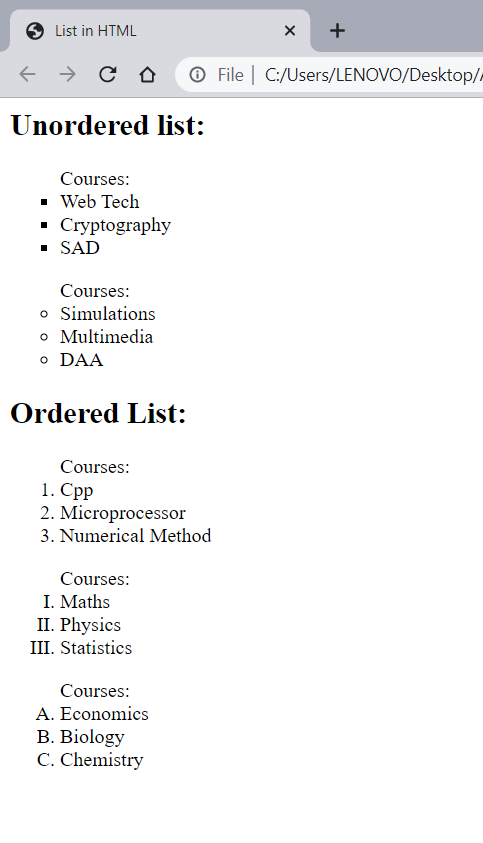 List in HTML
File | C:/Users/LENOVO/Desktop/
Unordered list:
Courses:
Web Tech
Cryptography
SAD
Courses:
Simulations
Multimedia
DAA
Ordered List:
Courses:
1. Cpp
2. Microprocessor
3. Numerical Method
Courses:
I. Maths
II. Physics
III. Statistics
Courses:
A. Economics
B. Biology
C. Chemistry